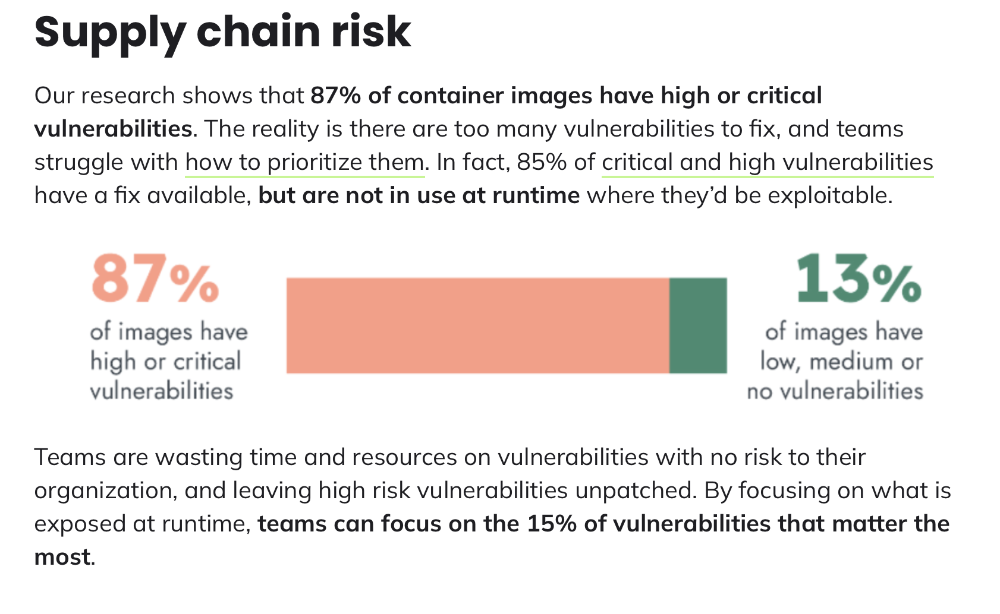 Supply chain risk
Our research shows that 87% of container images have high or critical
vulnerabilities. The reality is there are too many vulnerabilities to fix, and teams
struggle with how to prioritize them. In fact, 85% of critical and high vulnerabilities
have a fix available, but are not in use at runtime where they’d be exploitable.
87%
of images have
high or critical
vulnerabilities
13%
of images have
low, medium or
no vulnerabilities
Teams are wasting time and resources on vulnerabilities with no risk to their
organization, and leaving high risk vulnerabilities unpatched. By focusing on what is
exposed at runtime, teams can focus on the 15% of vulnerabilities that matter the
most.